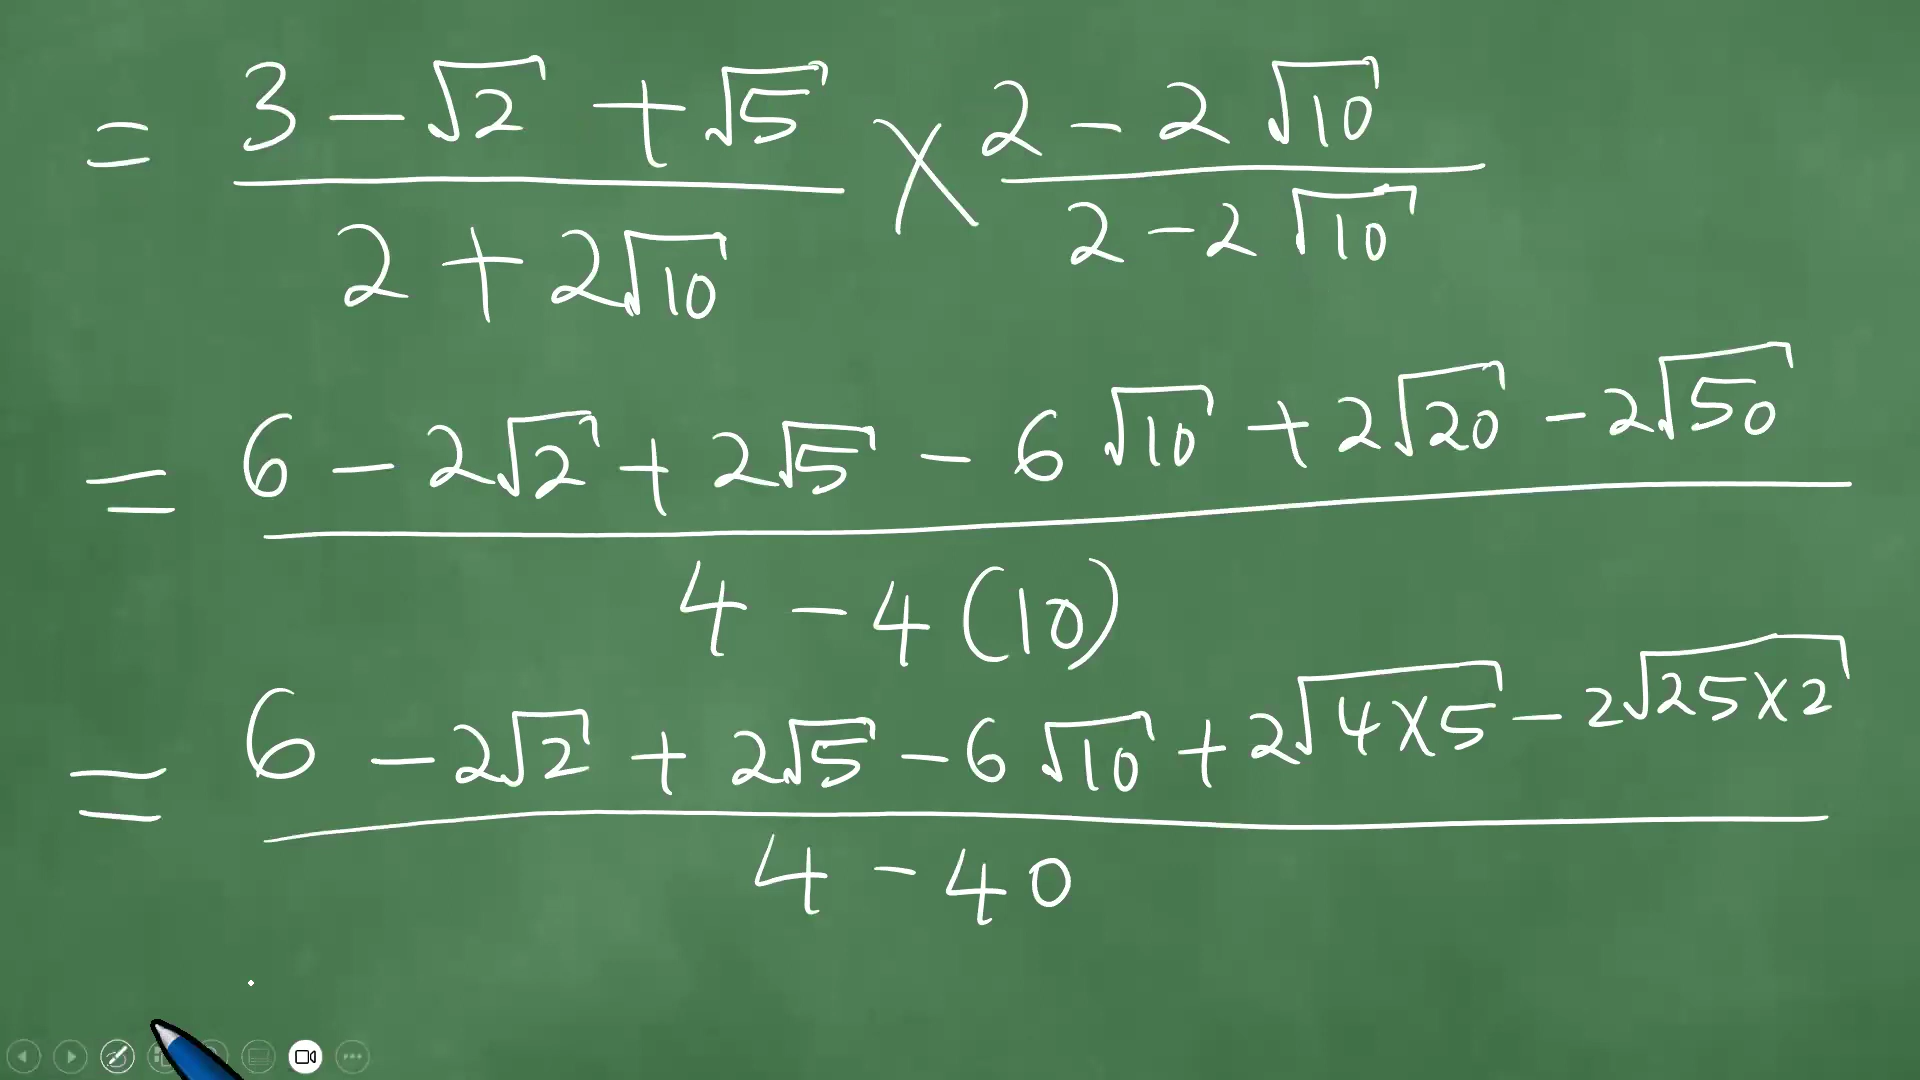 = (3 - √2 + √5)/(2 + 2√10) × (2 - 2√10)/(2 - 2√10)
= (6 - 2√2 + 2√5 - 6√10 + 2√20 - 2√50)/(4 - 4(10))
= (6 - 2√2 + 2√5 - 6√10 + 2√(4×5) - 2√(25×2))/(4 - 40)